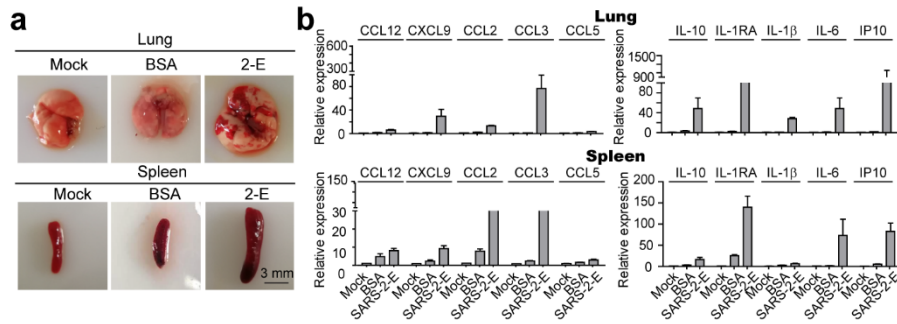 a
Lung
Mock BSA 2-E
Spleen
Mock BSA 2-E
3 mm
b
Lung
CCL12 CXCL9 CCL2 CCL3 CCL5
Relative expression
600
300
80
40
0
IL-10 IL-1RA IL-1β IL-6 IP10
Relative expression
1500
900
80
40
0
Spleen
CCL12 CXCL9 CCL2 CCL3 CCL5
Relative expression
150
30
20
10
0
Mock BSA SARS-2-E Mock BSA SARS-2-E Mock BSA SARS-2-E Mock BSA SARS-2-E Mock BSA SARS-2-E
IL-10 IL-1RA IL-1β IL-6 IP10
Relative expression
200
150
100
50
0
Mock BSA SARS-2-E Mock BSA SARS-2-E Mock BSA SARS-2-E Mock BSA SARS-2-E Mock BSA SARS-2-E